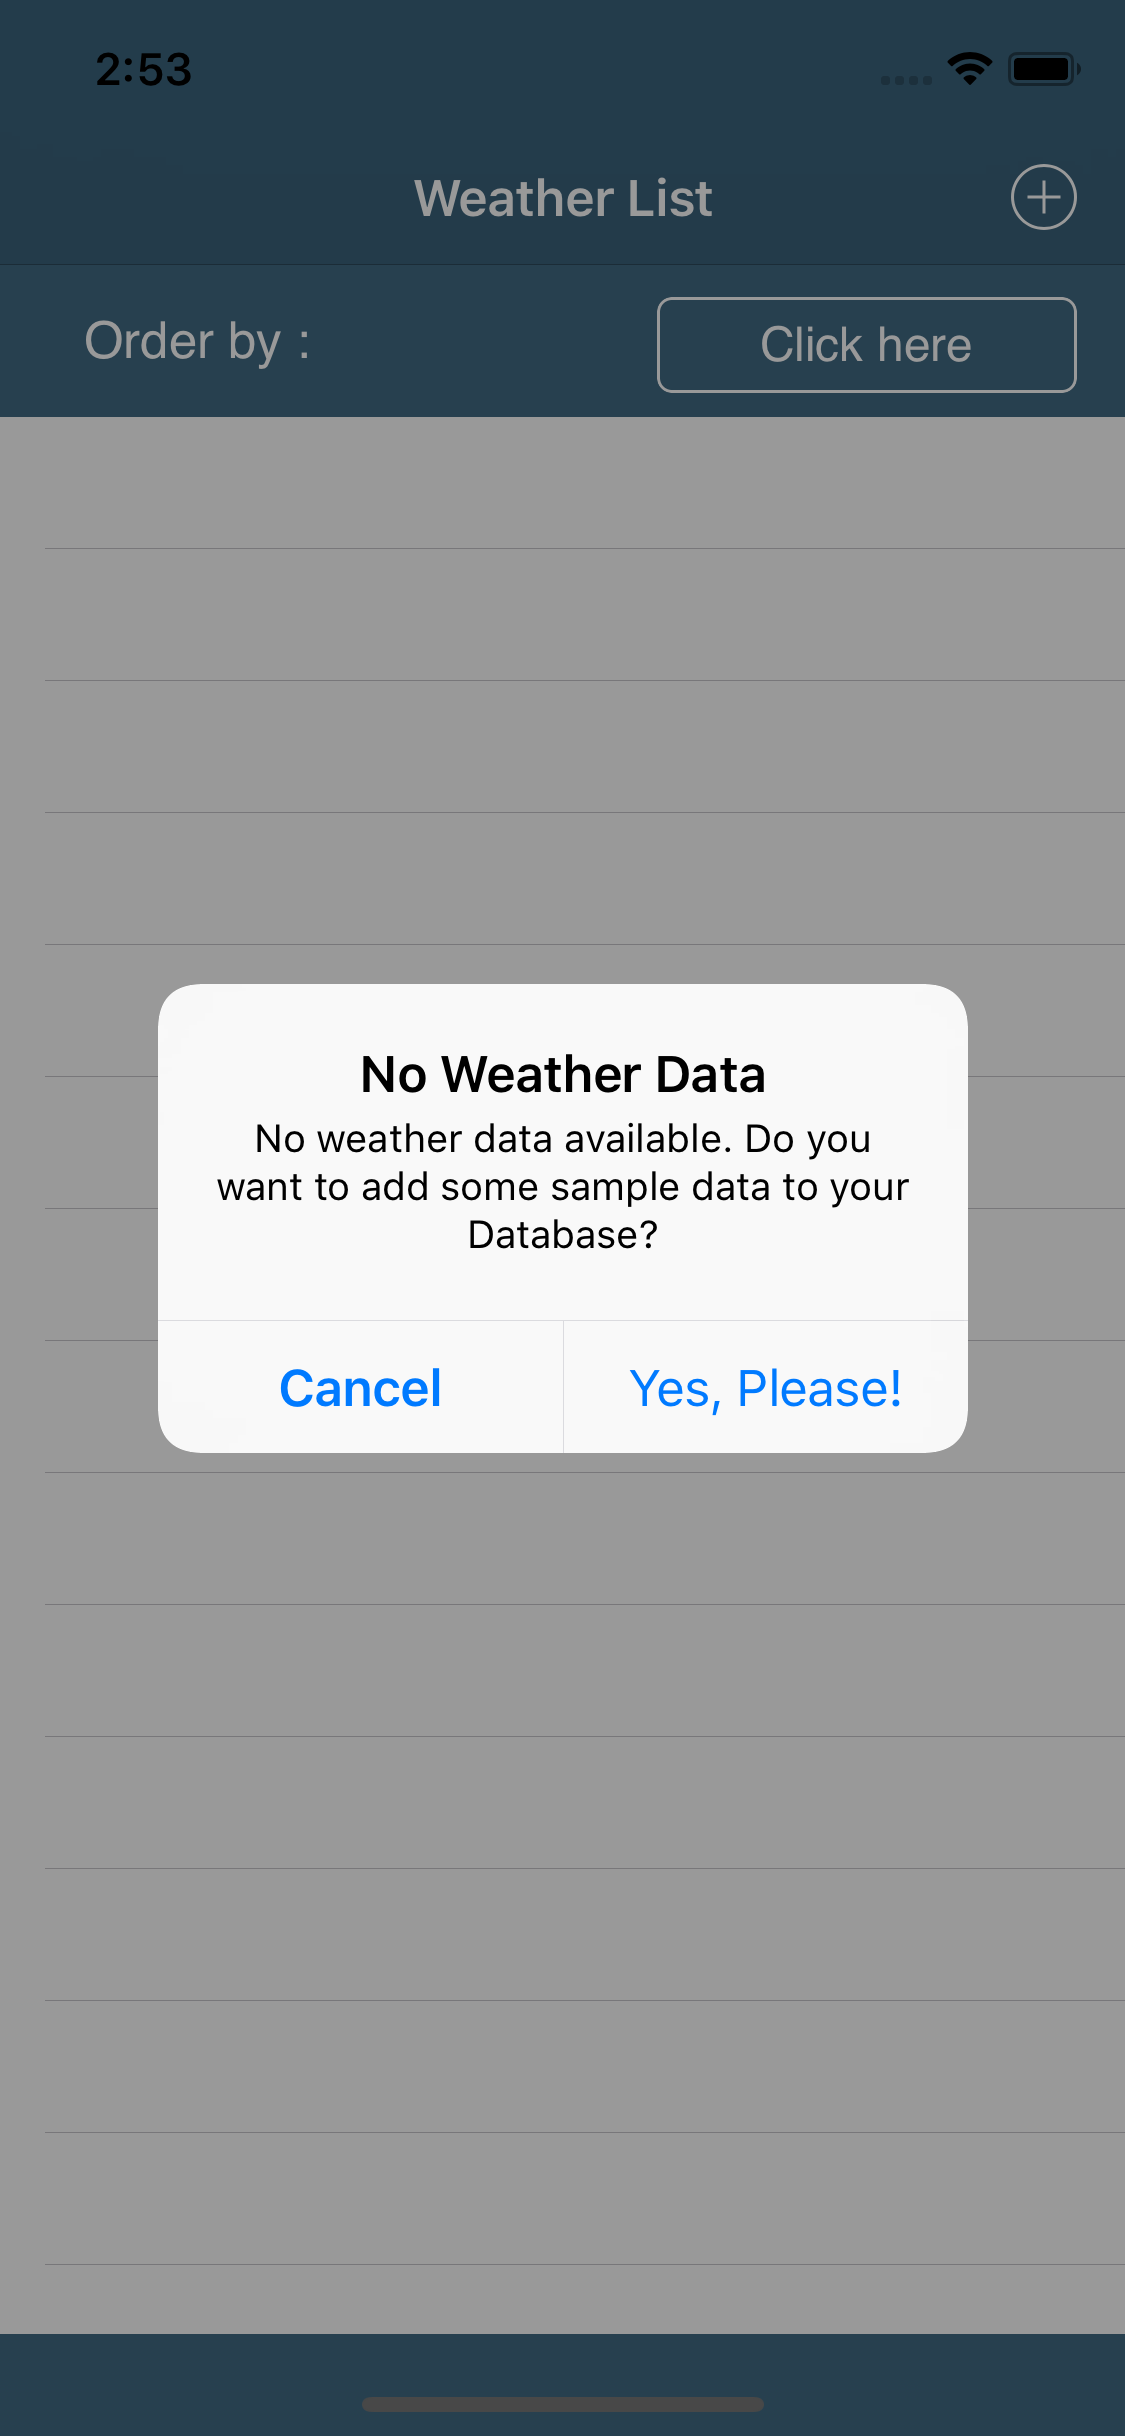 2:53
Weather List
Order by :
Click here
No Weather Data
No weather data available. Do you
want to add some sample data to your
Database?
Cancel
Yes, Please!